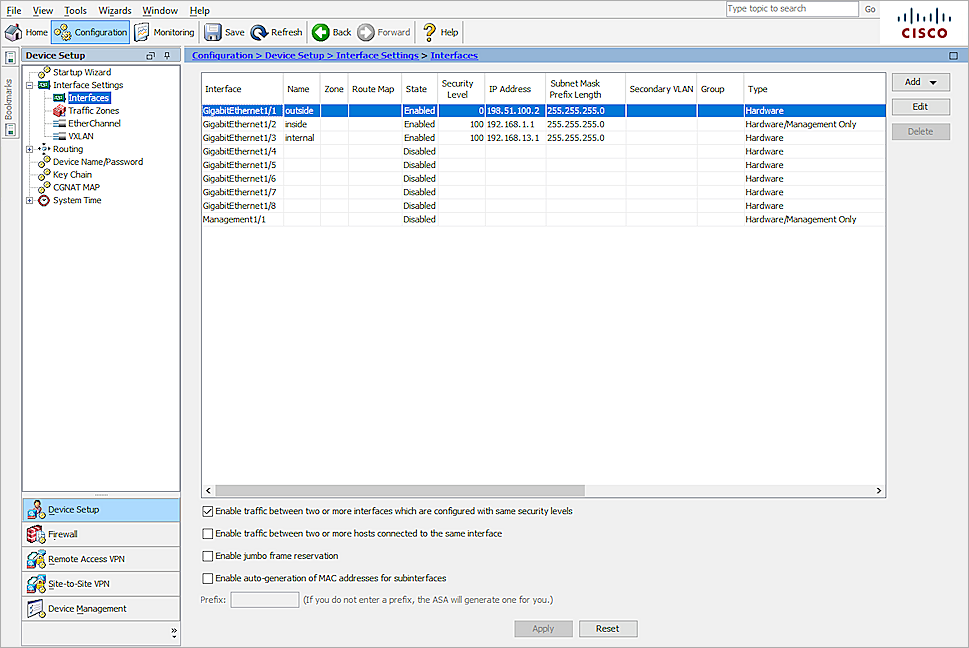 File View Tools Wizards Window Help
Type topic to search Go
Home Configuration Monitoring Save Refresh Back Forward Help
CISCO
Bookmarks
Device Setup
Startup Wizard
Interface Settings
Interfaces
Traffic Zones
EtherChannel
VXLAN
Routing
Device Name/Password
Key Chain
CGNAT MAP
System Time
Device Setup
Firewall
Remote Access VPN
Site-to-Site VPN
Device Management
Configuration > Device Setup > Interface Settings > Interfaces
Interface Name Zone Route Map State Security Level IP Address Subnet Mask Prefix Length Secondary VLAN Group Type
GigabitEthernet1/1 outside Enabled 0 198.51.100.2 255.255.255.0 Hardware
GigabitEthernet1/2 inside Enabled 100 192.168.1.1 255.255.255.0 Hardware/Management Only
GigabitEthernet1/3 internal Enabled 100 192.168.13.1 255.255.255.0 Hardware
GigabitEthernet1/4 Disabled Hardware
GigabitEthernet1/5 Disabled Hardware
GigabitEthernet1/6 Disabled Hardware
GigabitEthernet1/7 Disabled Hardware
GigabitEthernet1/8 Disabled Hardware
Management1/1 Disabled Hardware/Management Only
Add
Edit
Delete
Enable traffic between two or more interfaces which are configured with same security levels
Enable traffic between two or more hosts connected to the same interface
Enable jumbo frame reservation
Enable auto-generation of MAC addresses for subinterfaces
Prefix: (If you do not enter a prefix, the ASA will generate one for you.)
Apply Reset